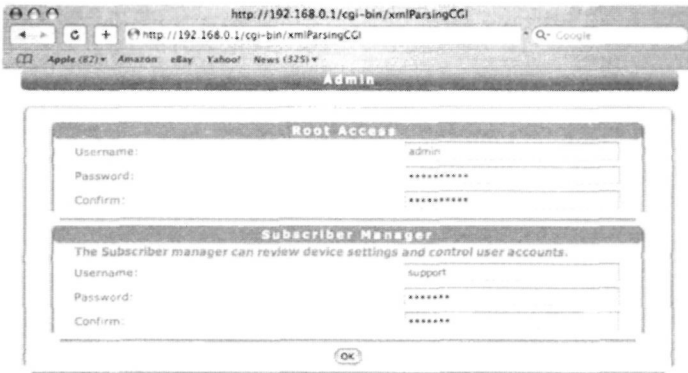 http://192.168.0.1/cgi-bin/xmlParsingCGI
http://192.168.0.1/cgi-bin/xmlParsingCGI
Google
Apple (82) Amazon eBay Yahoo! News (325)
Admin
Root Access
Username: admin
Password: **********
Confirm: **********
Subscriber Manager
The Subscriber manager can review device settings and control user accounts.
Username: support
Password: *******
Confirm: *******
OK